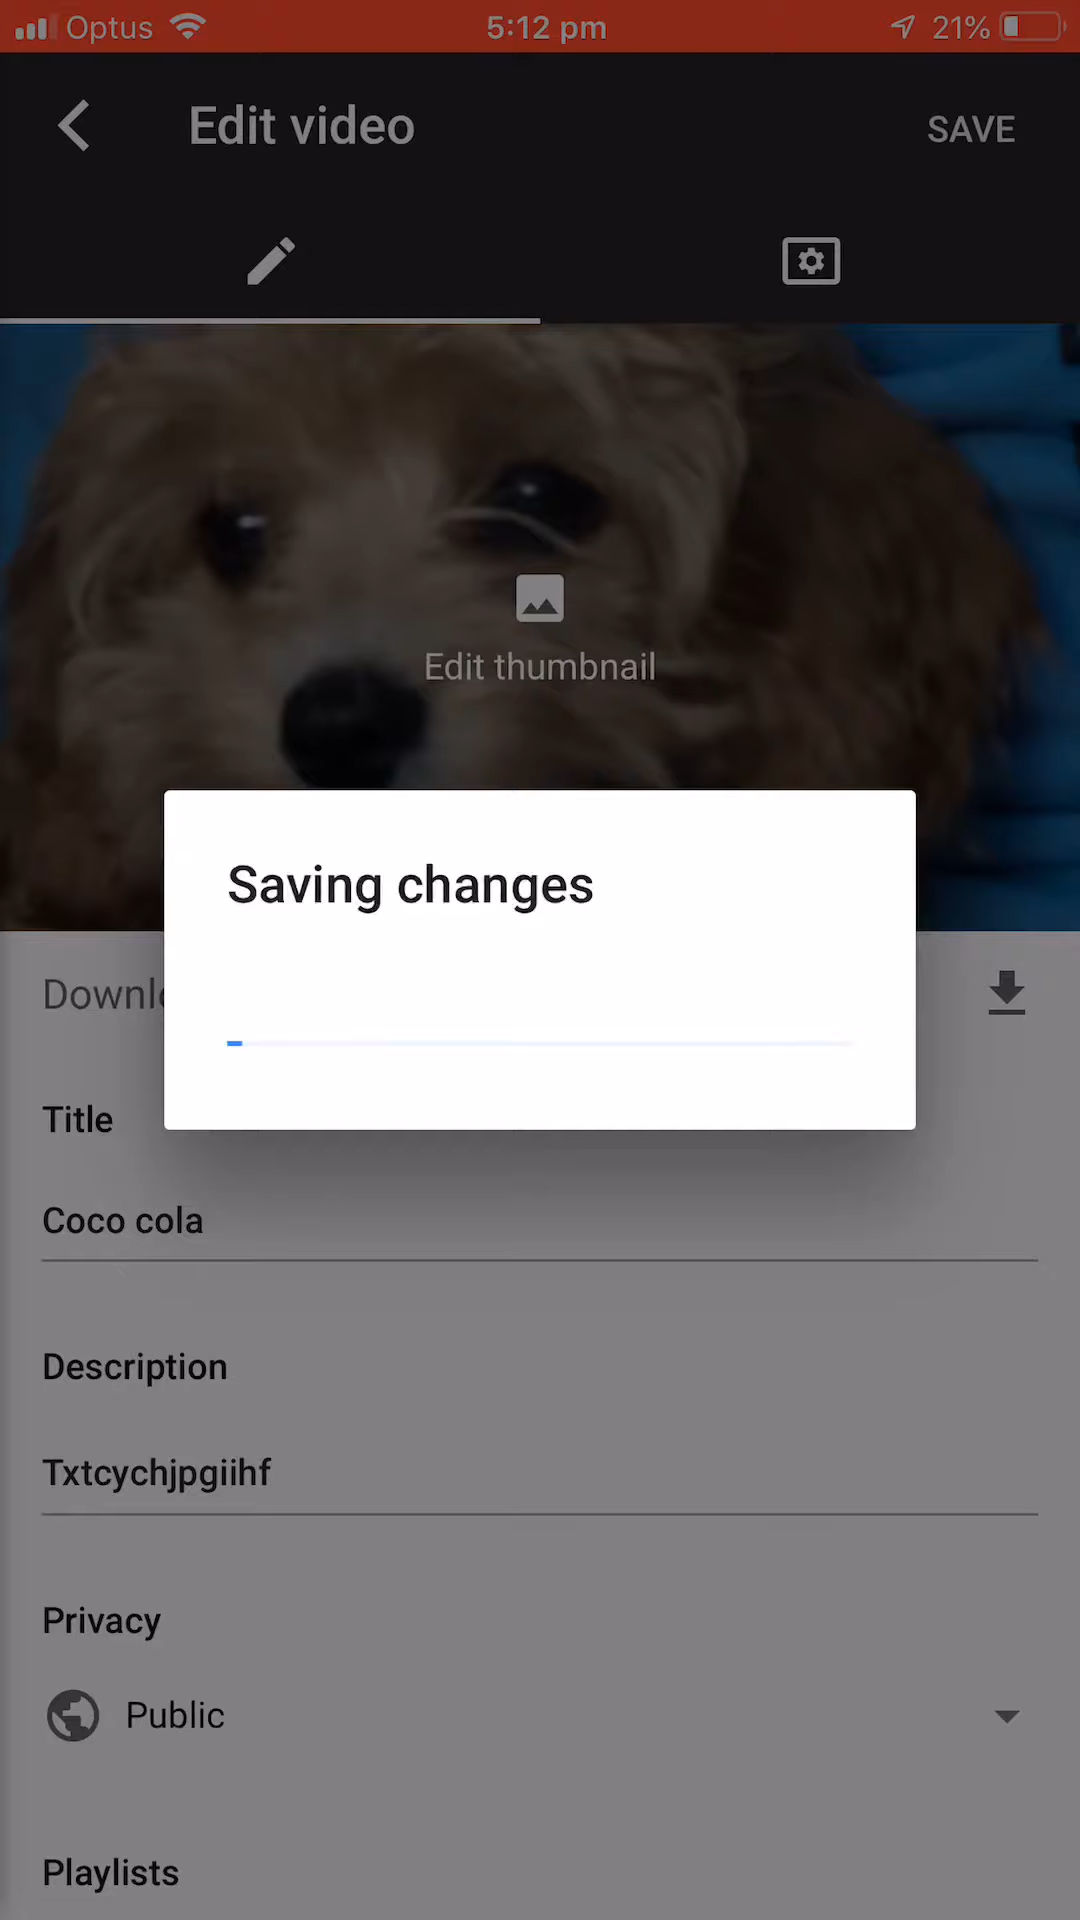 Optus 5:12 pm 21%
Edit video SAVE
Edit thumbnail
Saving changes
Downlo
Title
Coco cola
Description
Txtcychjpgiihf
Privacy
Public
Playlists